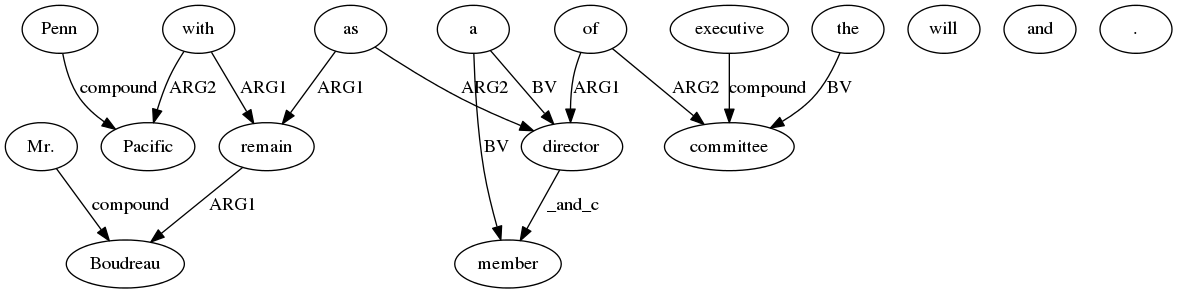 Penn with as a of executive the will and .
compound ARG2 ARG1 ARG1 ARG2 BV ARG1 ARG2 compound BV
Mr. Pacific remain BV director committee
compound ARG1 _and_c
Boudreau member